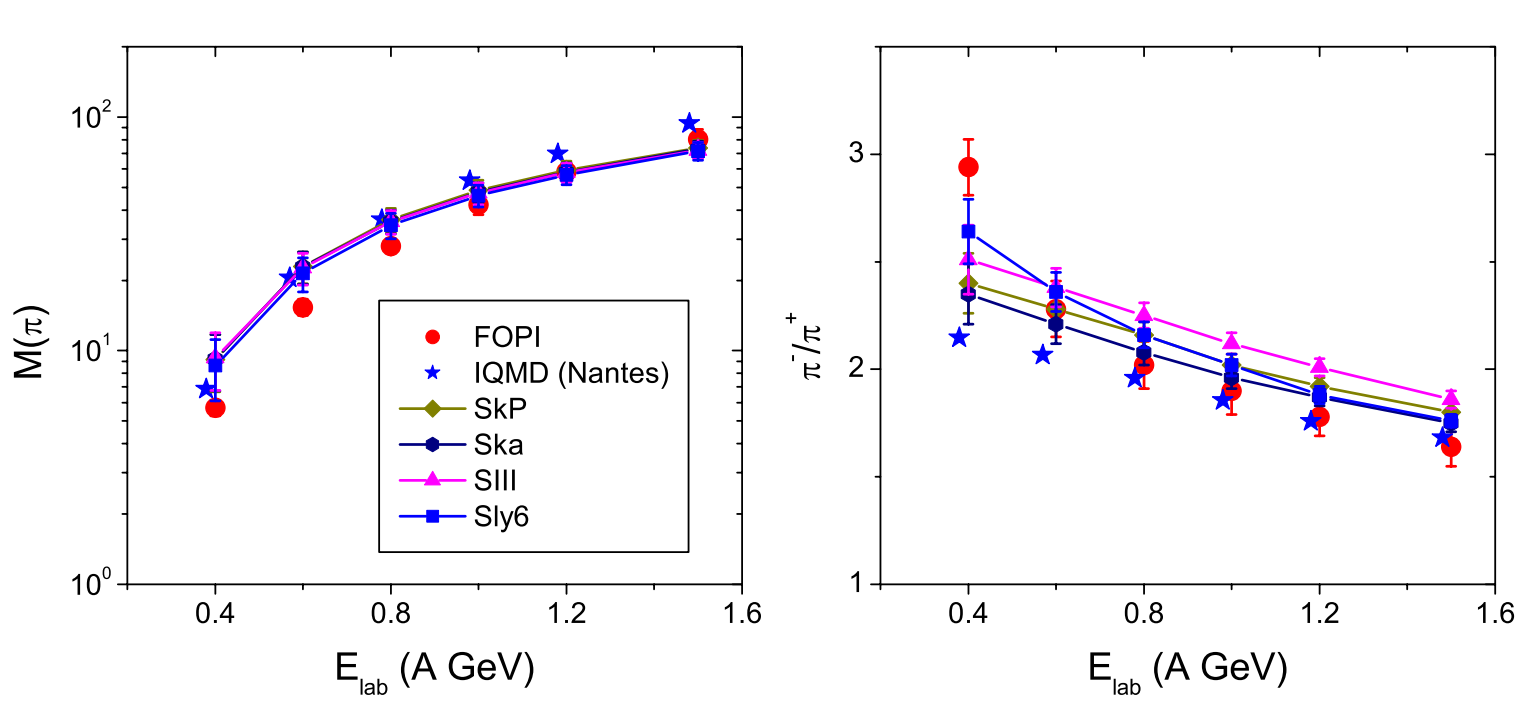 M(π)
10²
10¹
10⁰
FOPI
IQMD (Nantes)
SkP
Ska
SIII
Sly6
0.4 0.8 1.2 1.6
E_lab (A GeV)
π⁻/π⁺
3
2
1
0.4 0.8 1.2 1.6
E_lab (A GeV)